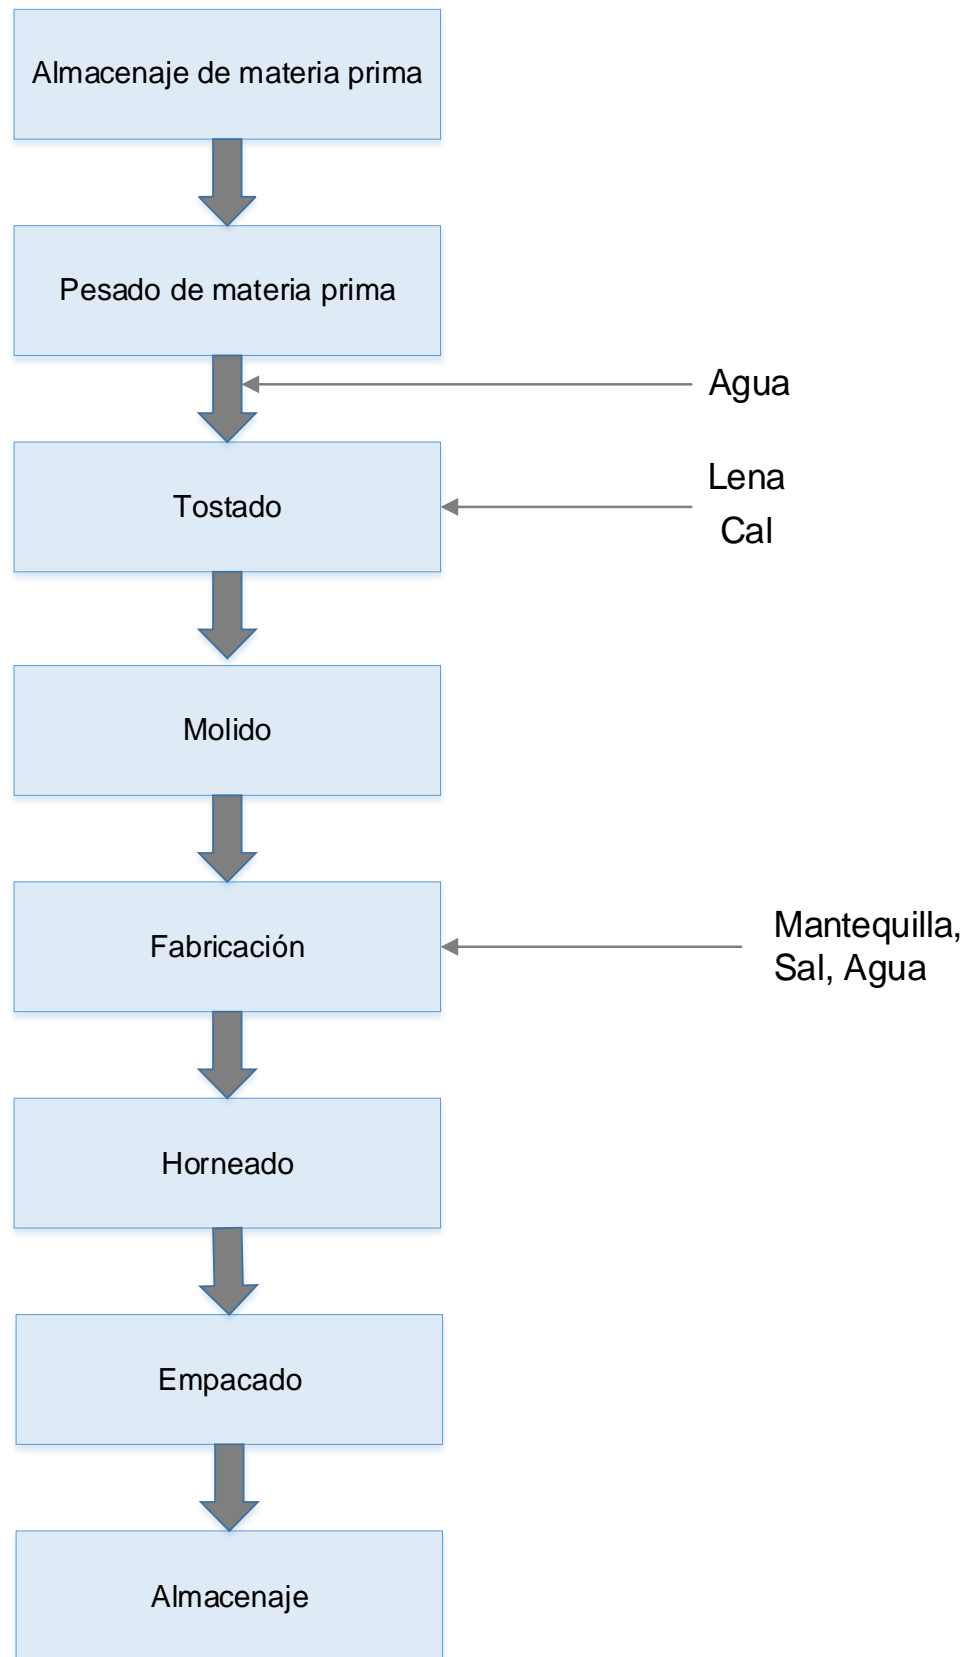 Almacenaje de materia prima
Pesado de materia prima
Agua
Lena
Tostado
Cal
Molido
Fabricación
Mantequilla,
Sal, Agua
Horneado
Empacado
Almacenaje